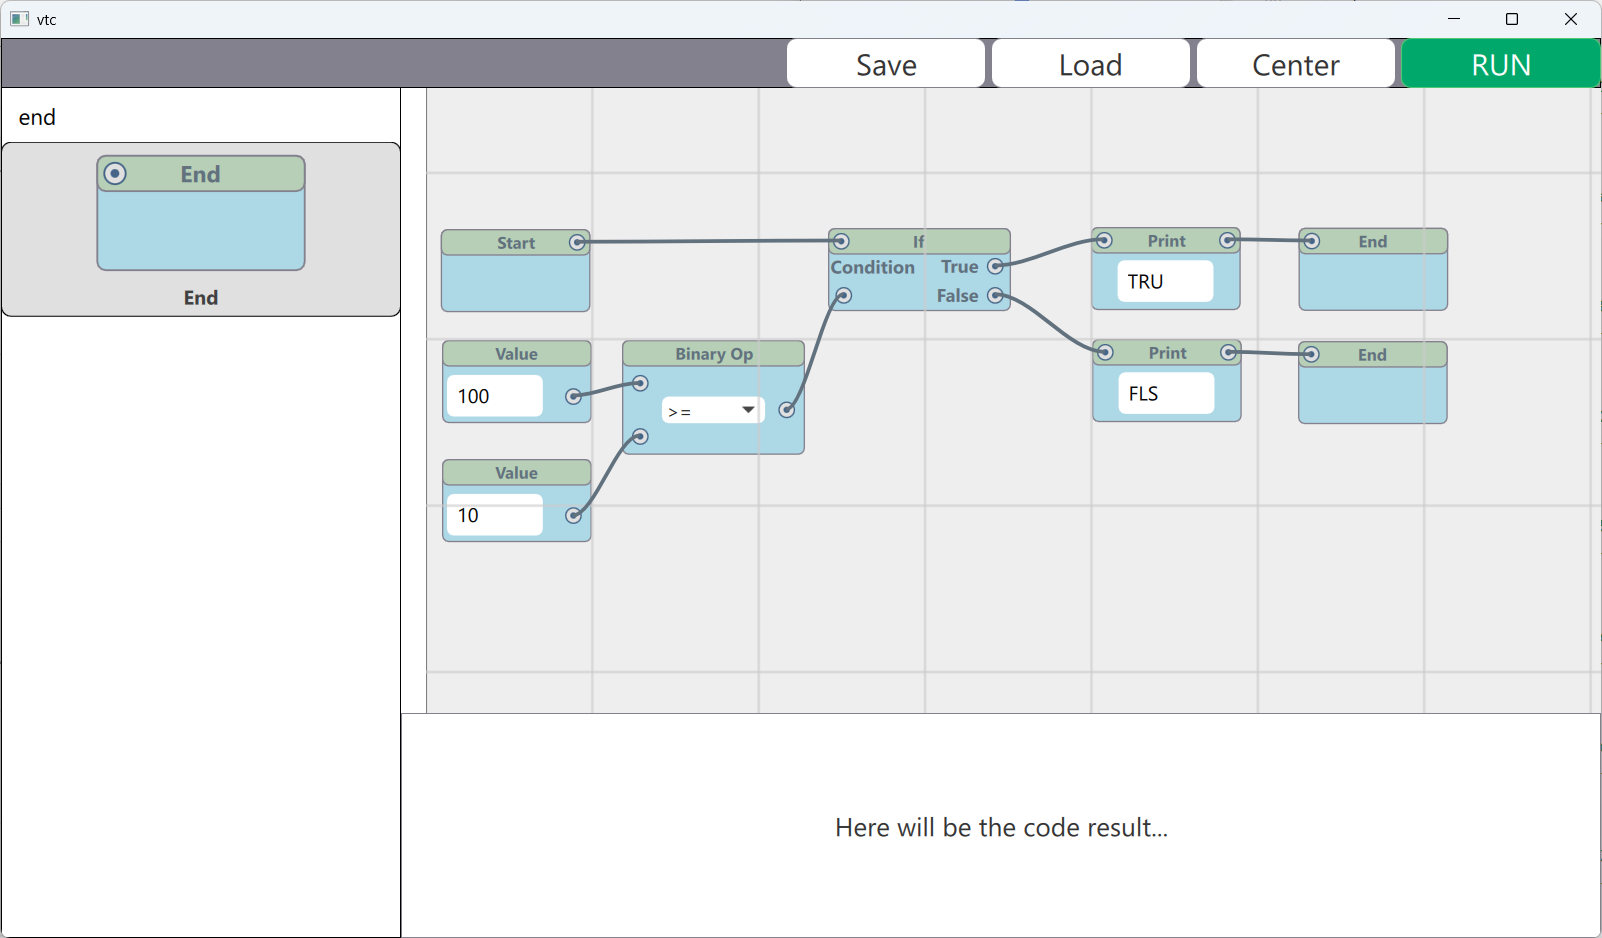 vtc
Save
Load
Center
RUN
end
End
End
Start
If
Condition
True
False
Print
TRU
End
Value
100
Binary Op
>=
Print
FLS
End
Value
10
Here will be the code result...